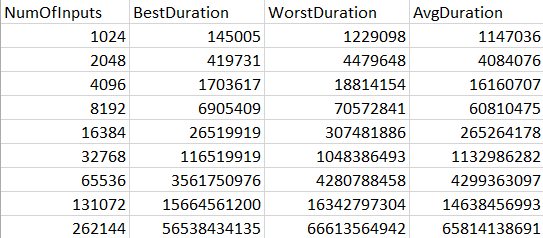 NumOfInputs BestDuration WorstDuration AvgDuration
1024 145005 1229098 1147036
2048 419731 4479648 4084076
4096 1703617 18814154 16160707
8192 6905409 70572841 60810475
16384 26519919 307481886 265264178
32768 116519919 1048386493 1132986282
65536 3561750976 4280788458 4299363097
131072 15664561200 16342797304 14638456993
262144 56538434135 66613564942 65814138691